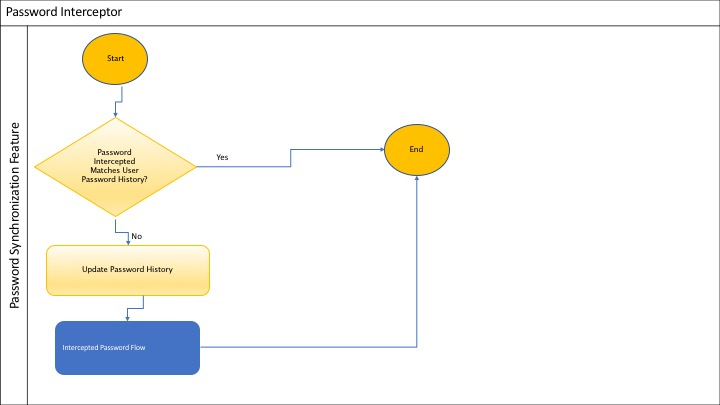 Password Interceptor
Password Synchronization Feature
Start
Password
Intercepted
Matches User
Password History?
Yes
End
No
Update Password History
Intercepted Password Flow